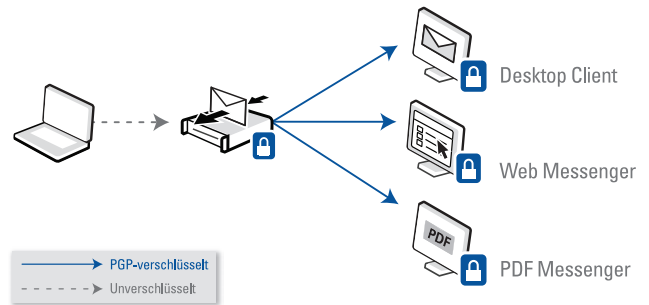 Desktop Client
Web Messenger
PDF
PDF Messenger
PGP-verschlüsselt
Unverschlüsselt